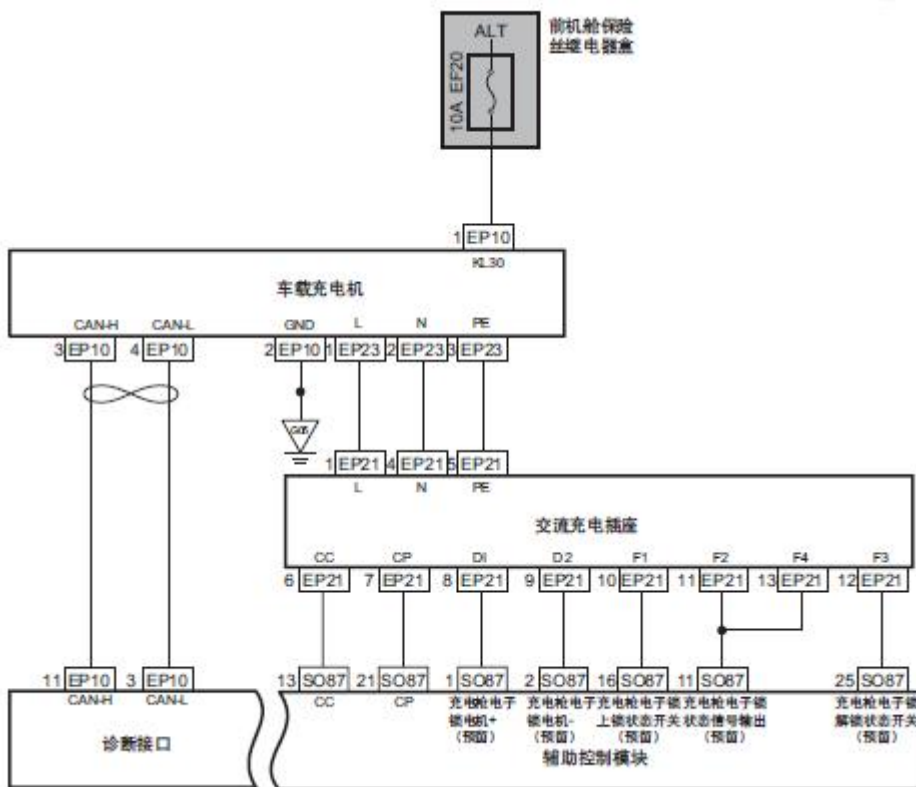 ALT
前机舱保险
丝继电器盒
10A EF20
1 EP10
KL30
车载充电机
CAN-H CAN-L GND L N PE
3 EP10 4 EP10 2 EP10 1 EP23 2 EP23 3 EP23
G05
1 EP21 4 EP21 5 EP21
L N PE
交流充电插座
CC CP DI D2 F1 F2 F4 F3
6 EP21 7 EP21 8 EP21 9 EP21 10 EP21 11 EP21 13 EP21 12 EP21
11 EP10 3 EP10 13 SO87 21 SO87 1 SO87 2 SO87 16 SO87 11 SO87 25 SO87
CAN-H CAN-L CC CP 充电枪电子 充电枪电子 充电枪电子锁 充电枪电子锁 充电枪电子锁
锁电机+ 锁电机- 上锁状态开关 状态信号输出 解锁状态开关
(预留) (预留) (预留) (预留) (预留)
诊断接口 辅助控制模块